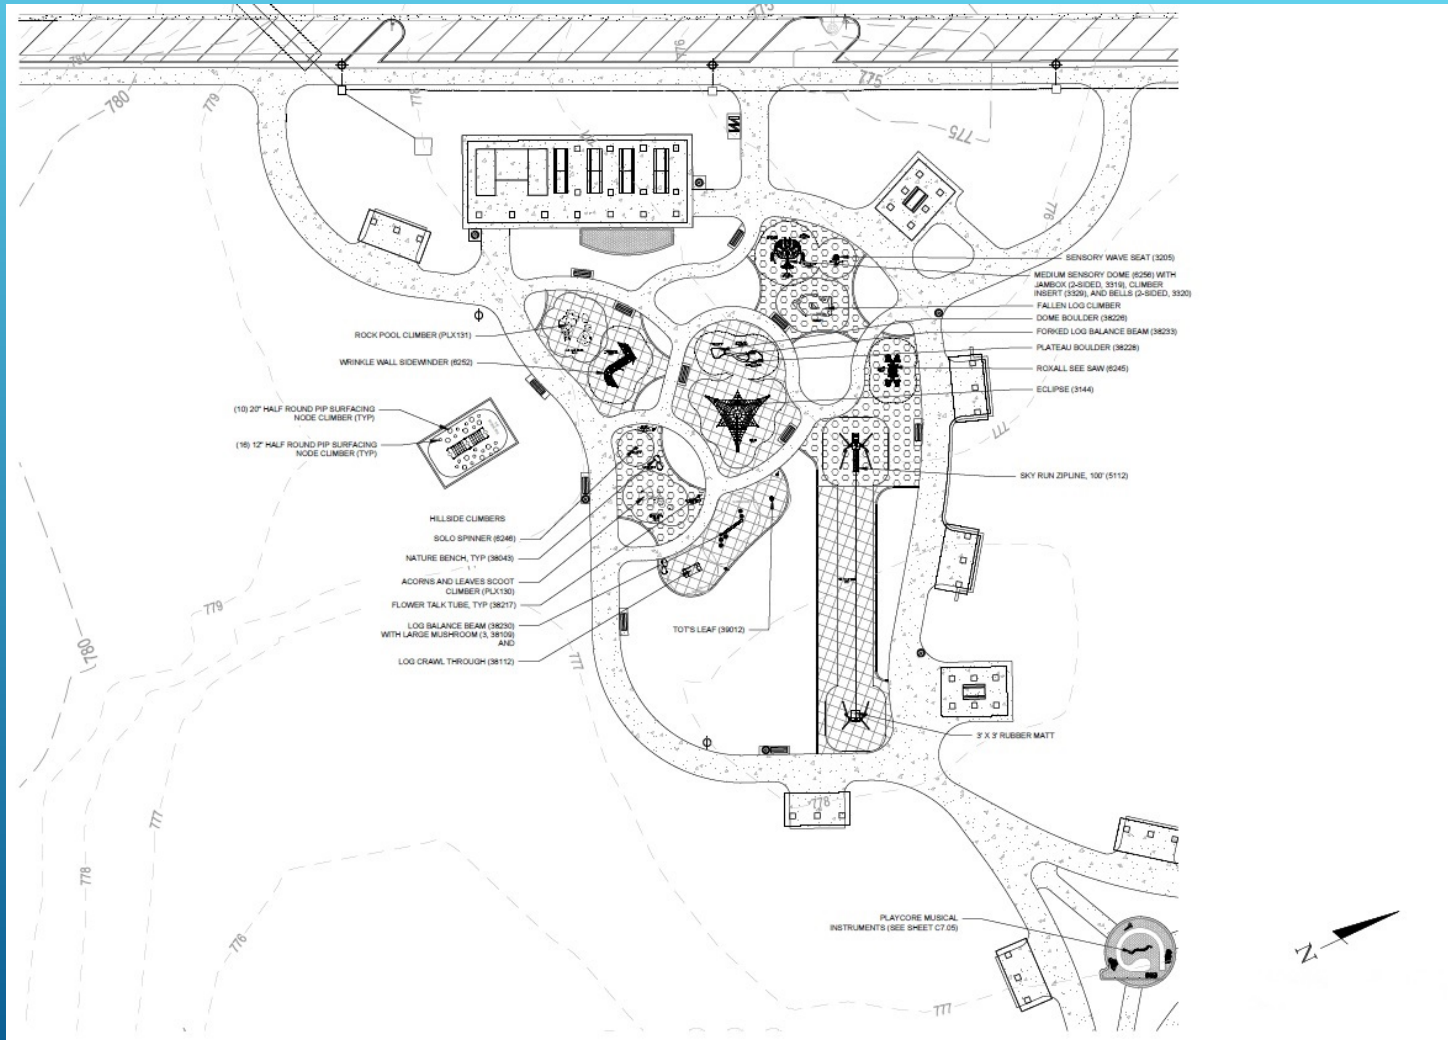 775
776
781
775
780
779
778
775
776
SENSORY WAVE SEAT (3205)
MEDIUM SENSORY DOME (6256) WITH
JAMBOX (2-SIDED, 3319), CLIMBER
INSERT (3329), AND BELLS (2-SIDED, 3320)
FALLEN LOG CLIMBER
DOME BOULDER (38226)
FORKED LOG BALANCE BEAM (38233)
PLATEAU BOULDER (38228)
ROXALL SEE SAW (6245)
ECLIPSE (3144)
777
SKY RUN ZIPLINE, 100' (5112)
ROCK POOL CLIMBER (PLX131)
WRINKLE WALL SIDEWINDER (6252)
(10) 20" HALF ROUND PIP SURFACING
NODE CLIMBER (TYP)
(16) 12" HALF ROUND PIP SURFACING
NODE CLIMBER (TYP)
HILLSIDE CLIMBERS
SOLO SPINNER (6246)
NATURE BENCH, TYP (38043)
ACORNS AND LEAVES SCOOT
CLIMBER (PLX130)
FLOWER TALK TUBE, TYP (38217)
LOG BALANCE BEAM (38230)
WITH LARGE MUSHROOM (3, 38109)
AND
LOG CRAWL THROUGH (38112)
TOT'S LEAF (39012)
779
780
777
3' X 3' RUBBER MATT
778
777
778
776
PLAYCORE MUSICAL
INSTRUMENTS (SEE SHEET C7.05)
777
N